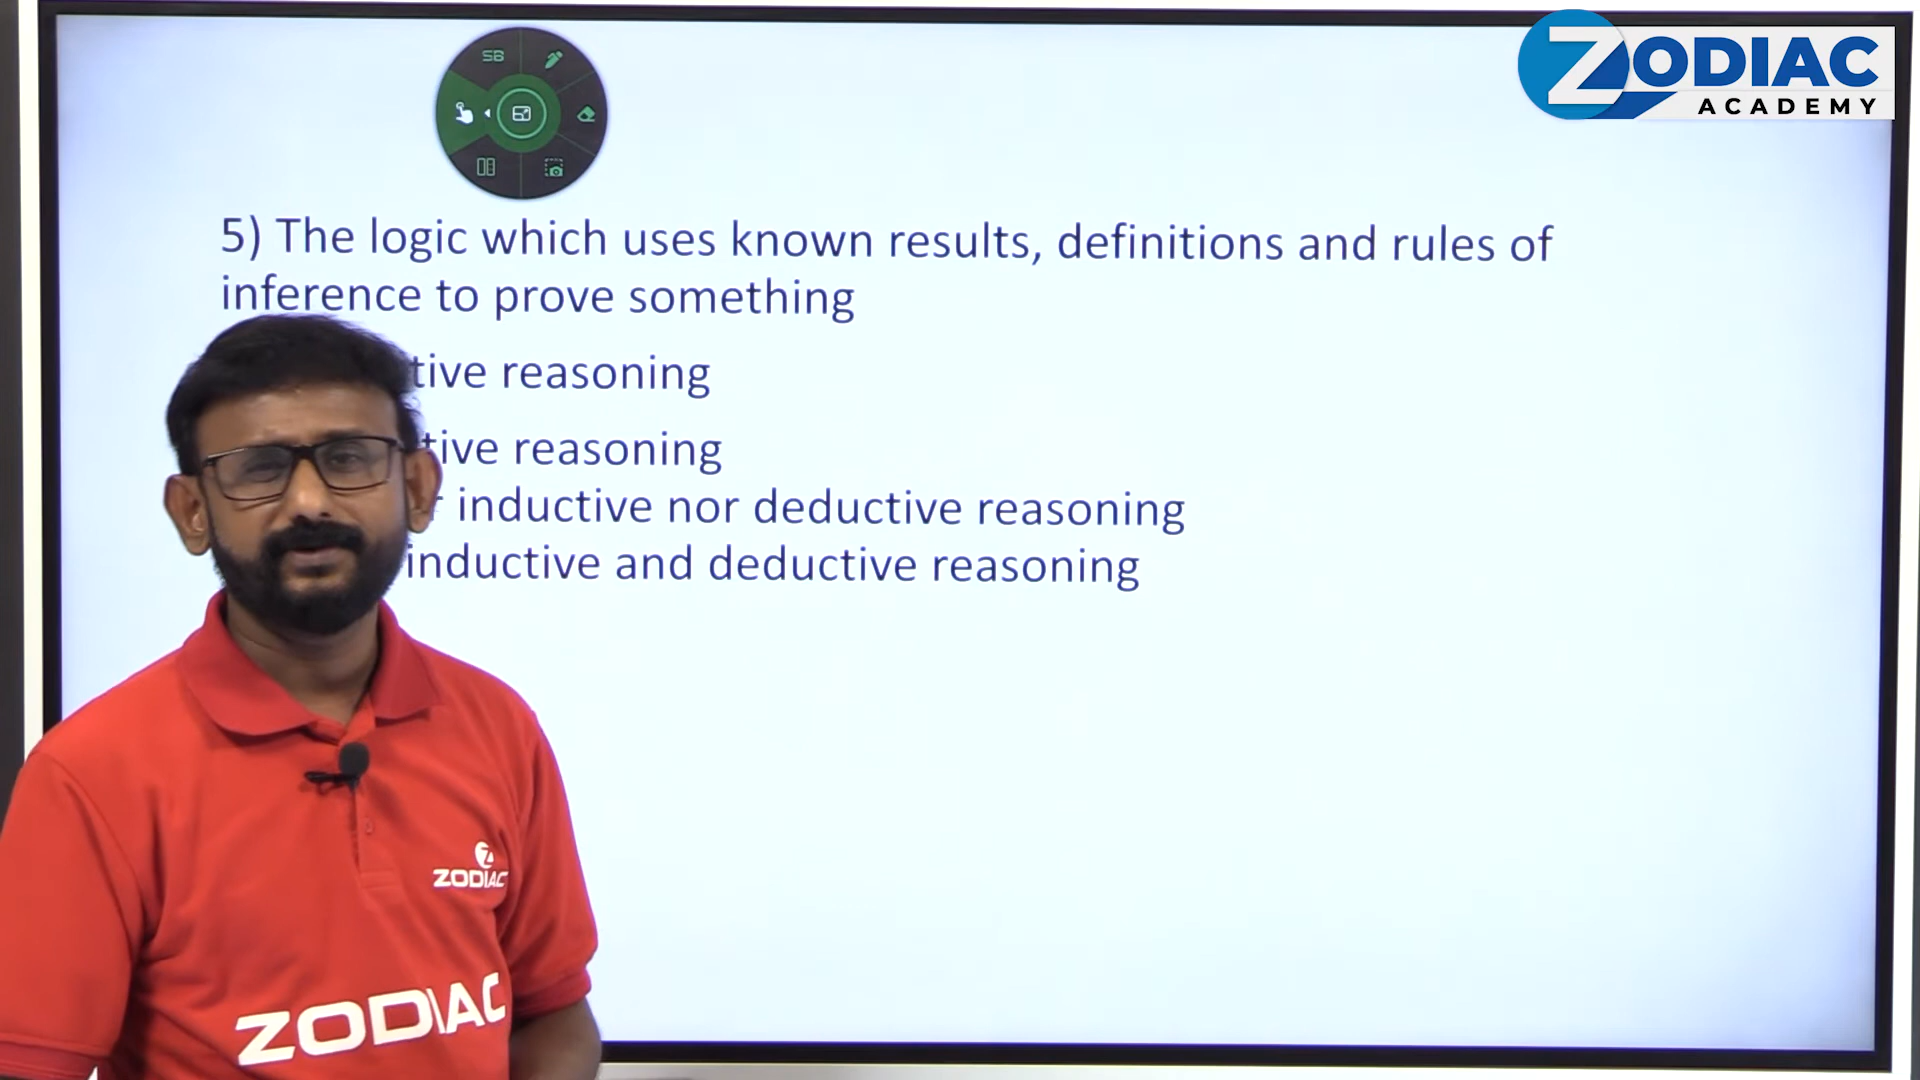 SB
ZODIAC
ACADEMY
5) The logic which uses known results, definitions and rules of
inference to prove something
tive reasoning
tive reasoning
inductive nor deductive reasoning
inductive and deductive reasoning
ZODIAC
ZODIAC